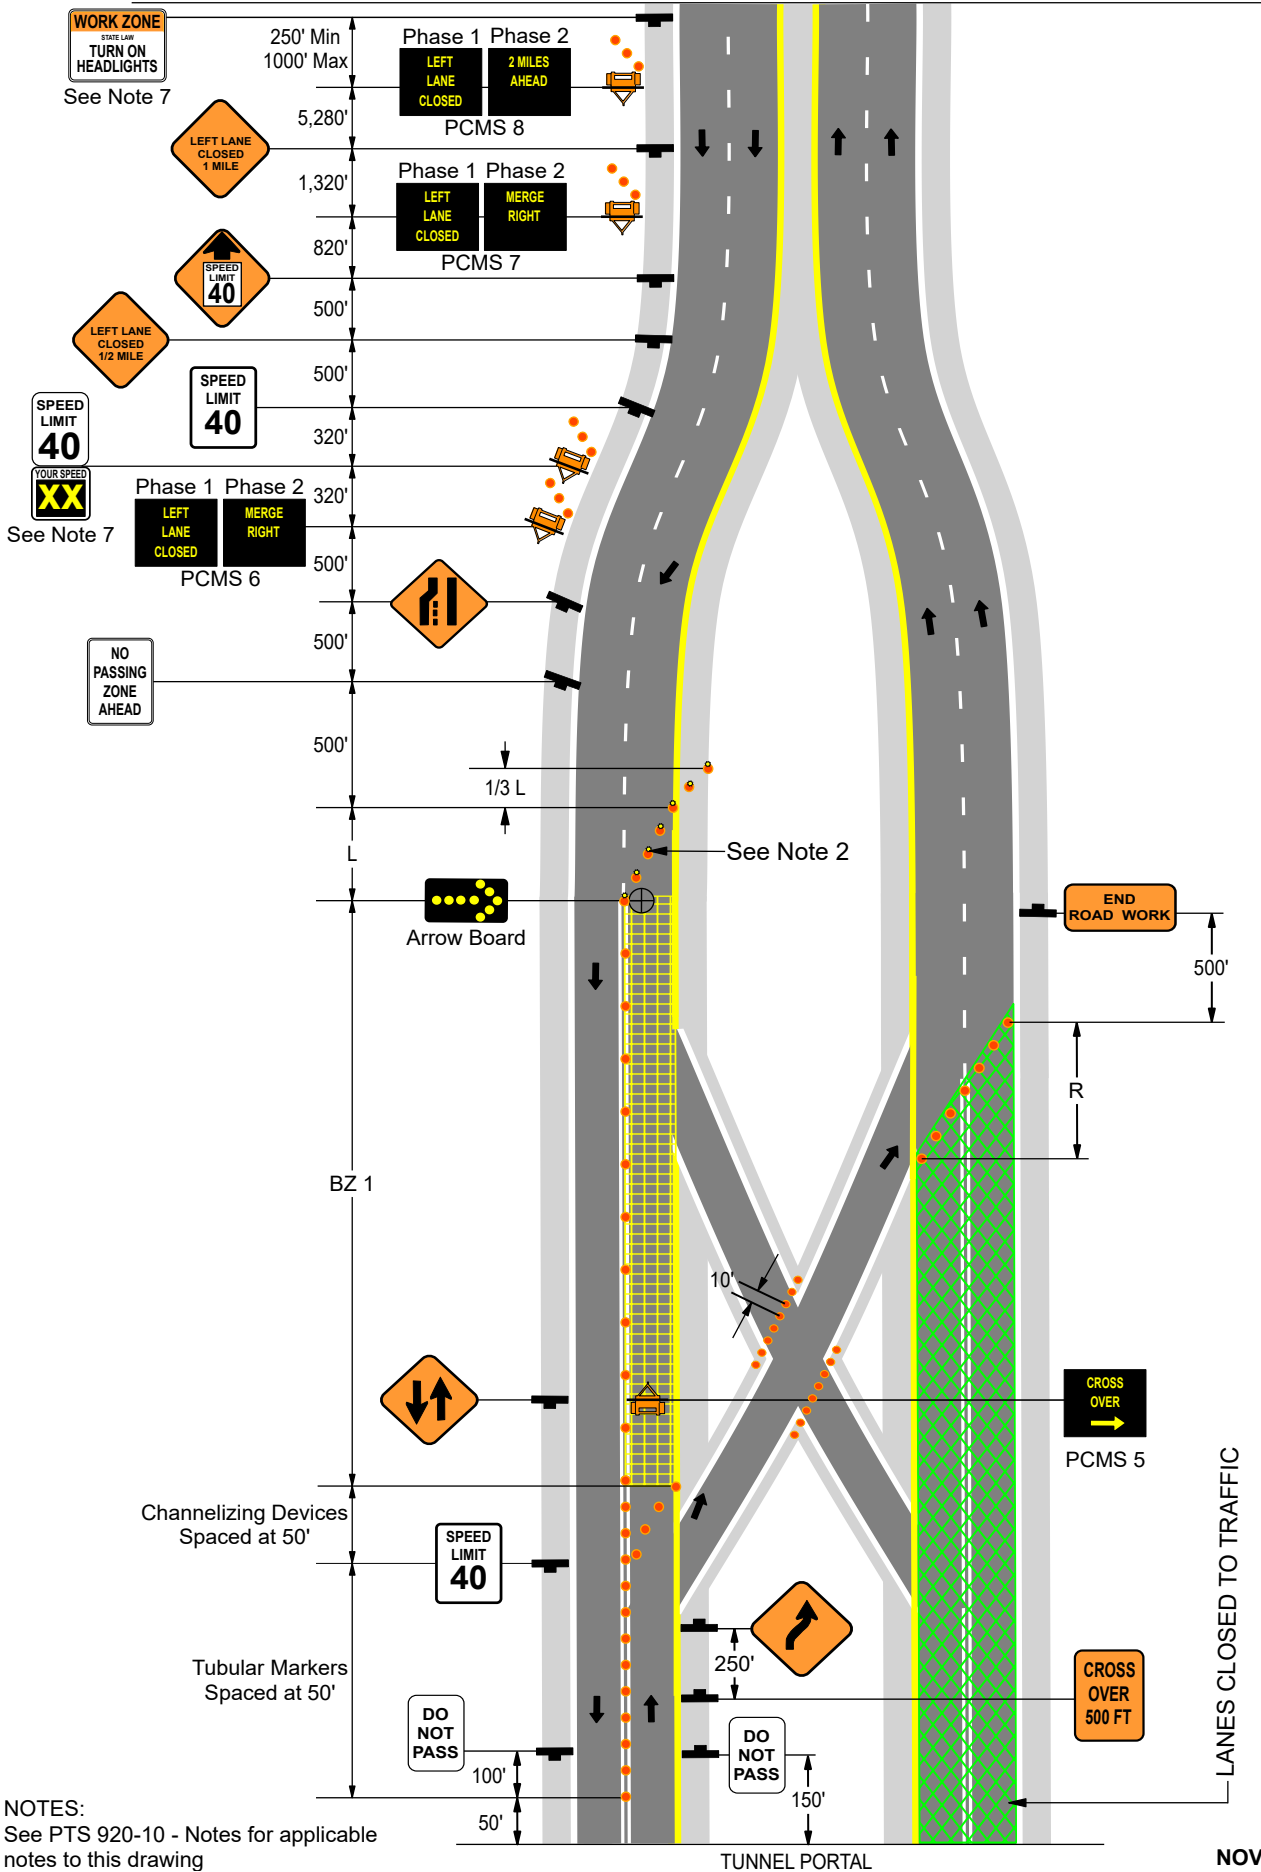 WORK ZONE
STATE LAW
TURN ON
HEADLIGHTS
See Note 7
250' Min
1000' Max
Phase 1 Phase 2
LEFT
LANE
CLOSED
2 MILES
AHEAD
PCMS 8
5,280'
LEFT LANE
CLOSED
1 MILE
1,320'
Phase 1 Phase 2
LEFT
LANE
CLOSED
MERGE
RIGHT
PCMS 7
820'
SPEED
LIMIT
40
500'
LEFT LANE
CLOSED
1/2 MILE
500'
SPEED
LIMIT
40
SPEED
LIMIT
40
YOUR SPEED
XX
See Note 7
320'
320'
Phase 1 Phase 2
LEFT
LANE
CLOSED
MERGE
RIGHT
PCMS 6
500'
500'
NO
PASSING
ZONE
AHEAD
500'
1/3 L
L
See Note 2
Arrow Board
END
ROAD WORK
500'
R
BZ 1
10'
CROSS
OVER
PCMS 5
Channelizing Devices
Spaced at 50'
SPEED
LIMIT
40
LANES CLOSED TO TRAFFIC
250'
Tubular Markers
Spaced at 50'
CROSS
OVER
500 FT
DO
NOT
PASS
DO
NOT
PASS
100'
150'
50'
NOTES:
See PTS 920-10 - Notes for applicable
notes to this drawing
TUNNEL PORTAL
NOV